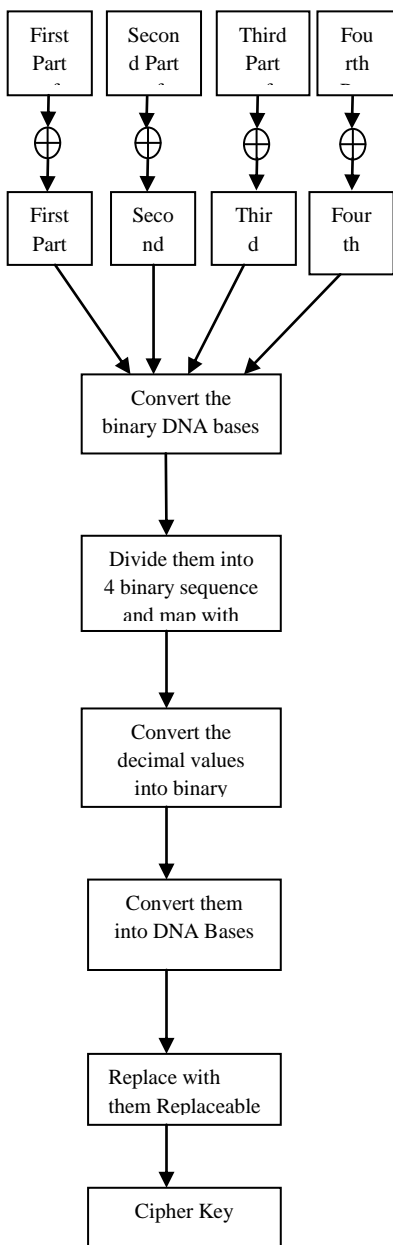 First
Part
Secon
d Part
Third
Part
Fou
rth
First
Part
Seco
nd
Thir
d
Four
th
Convert the
binary DNA bases
Divide them into
4 binary sequence
and map with
Convert the
decimal values
into binary
Convert them
into DNA Bases
Replace with
them Replaceable
Cipher Key